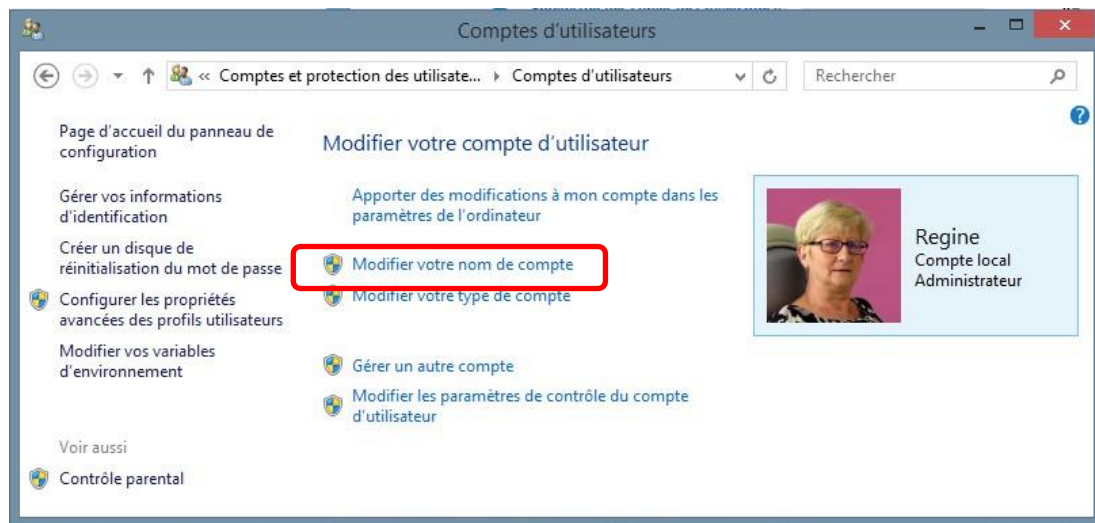 Comptes d'utilisateurs
« Comptes et protection des utilisate... Comptes d'utilisateurs
Rechercher
Page d'accueil du panneau de
configuration
Gérer vos informations
d'identification
Créer un disque de
réinitialisation du mot de passe
Configurer les propriétés
avancées des profils utilisateurs
Modifier vos variables
d'environnement
Voir aussi
Contrôle parental
Modifier votre compte d'utilisateur
Apporter des modifications à mon compte dans les
paramètres de l'ordinateur
Modifier votre nom de compte
Modifier votre type de compte
Gérer un autre compte
Modifier les paramètres de contrôle du compte
d'utilisateur
Regine
Compte local
Administrateur